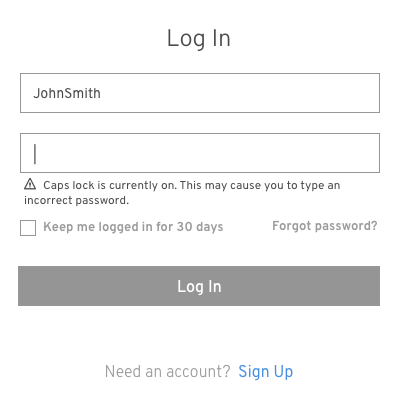 Log In
JohnSmith
Caps lock is currently on. This may cause you to type an
incorrect password.
Keep me logged in for 30 days Forgot password?
Log In
Need an account? Sign Up